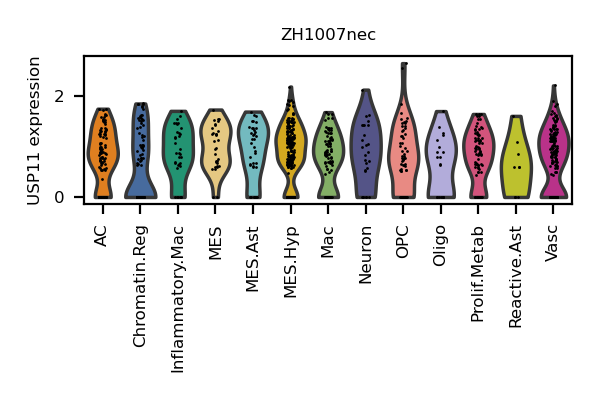 ZH1007nec
USP11 expression
2
0
AC
Chromatin.Reg
Inflammatory.Mac
MES
MES.Ast
MES.Hyp
Mac
Neuron
OPC
Oligo
Prolif.Metab
Reactive.Ast
Vasc